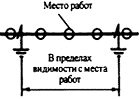 Место работ
В пределах
видимости с места
работ